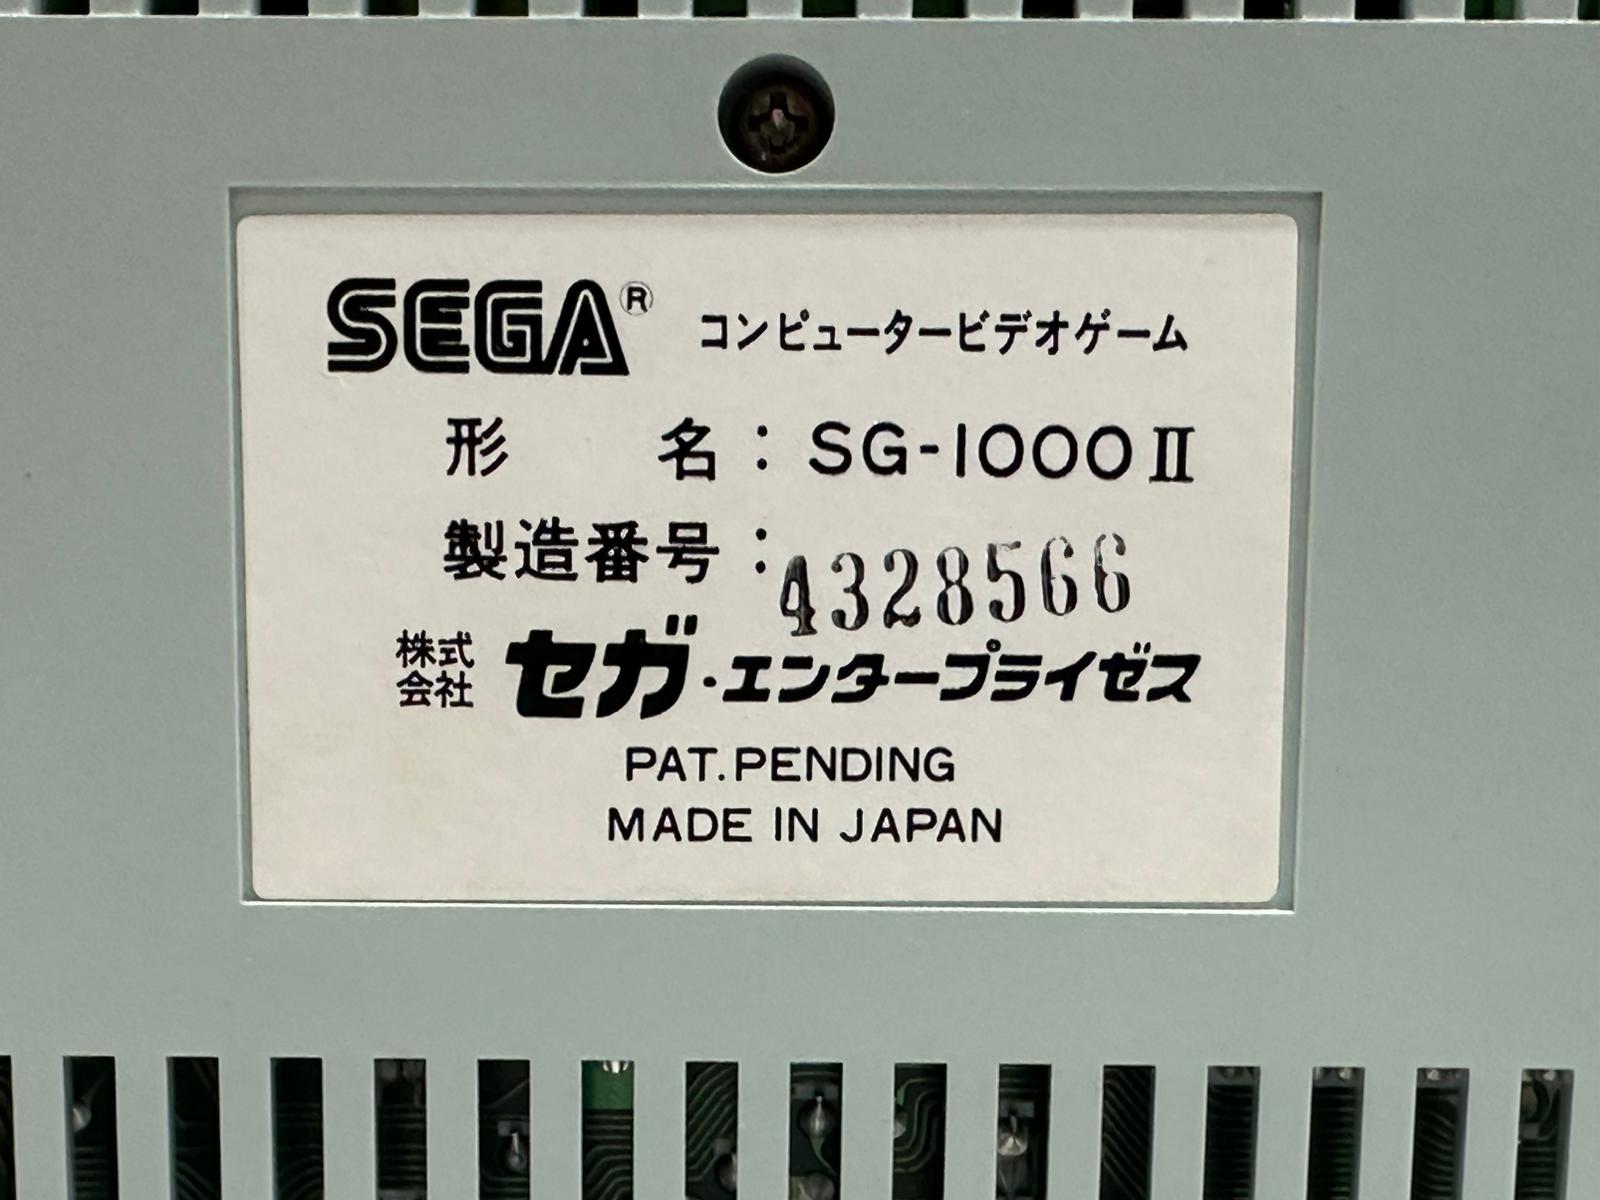 SEGA® コンピュータービデオゲーム
形 名：SG-1000Ⅱ
製造番号：4328566
株式会社 セガ・エンタープライゼス
PAT. PENDING
MADE IN JAPAN